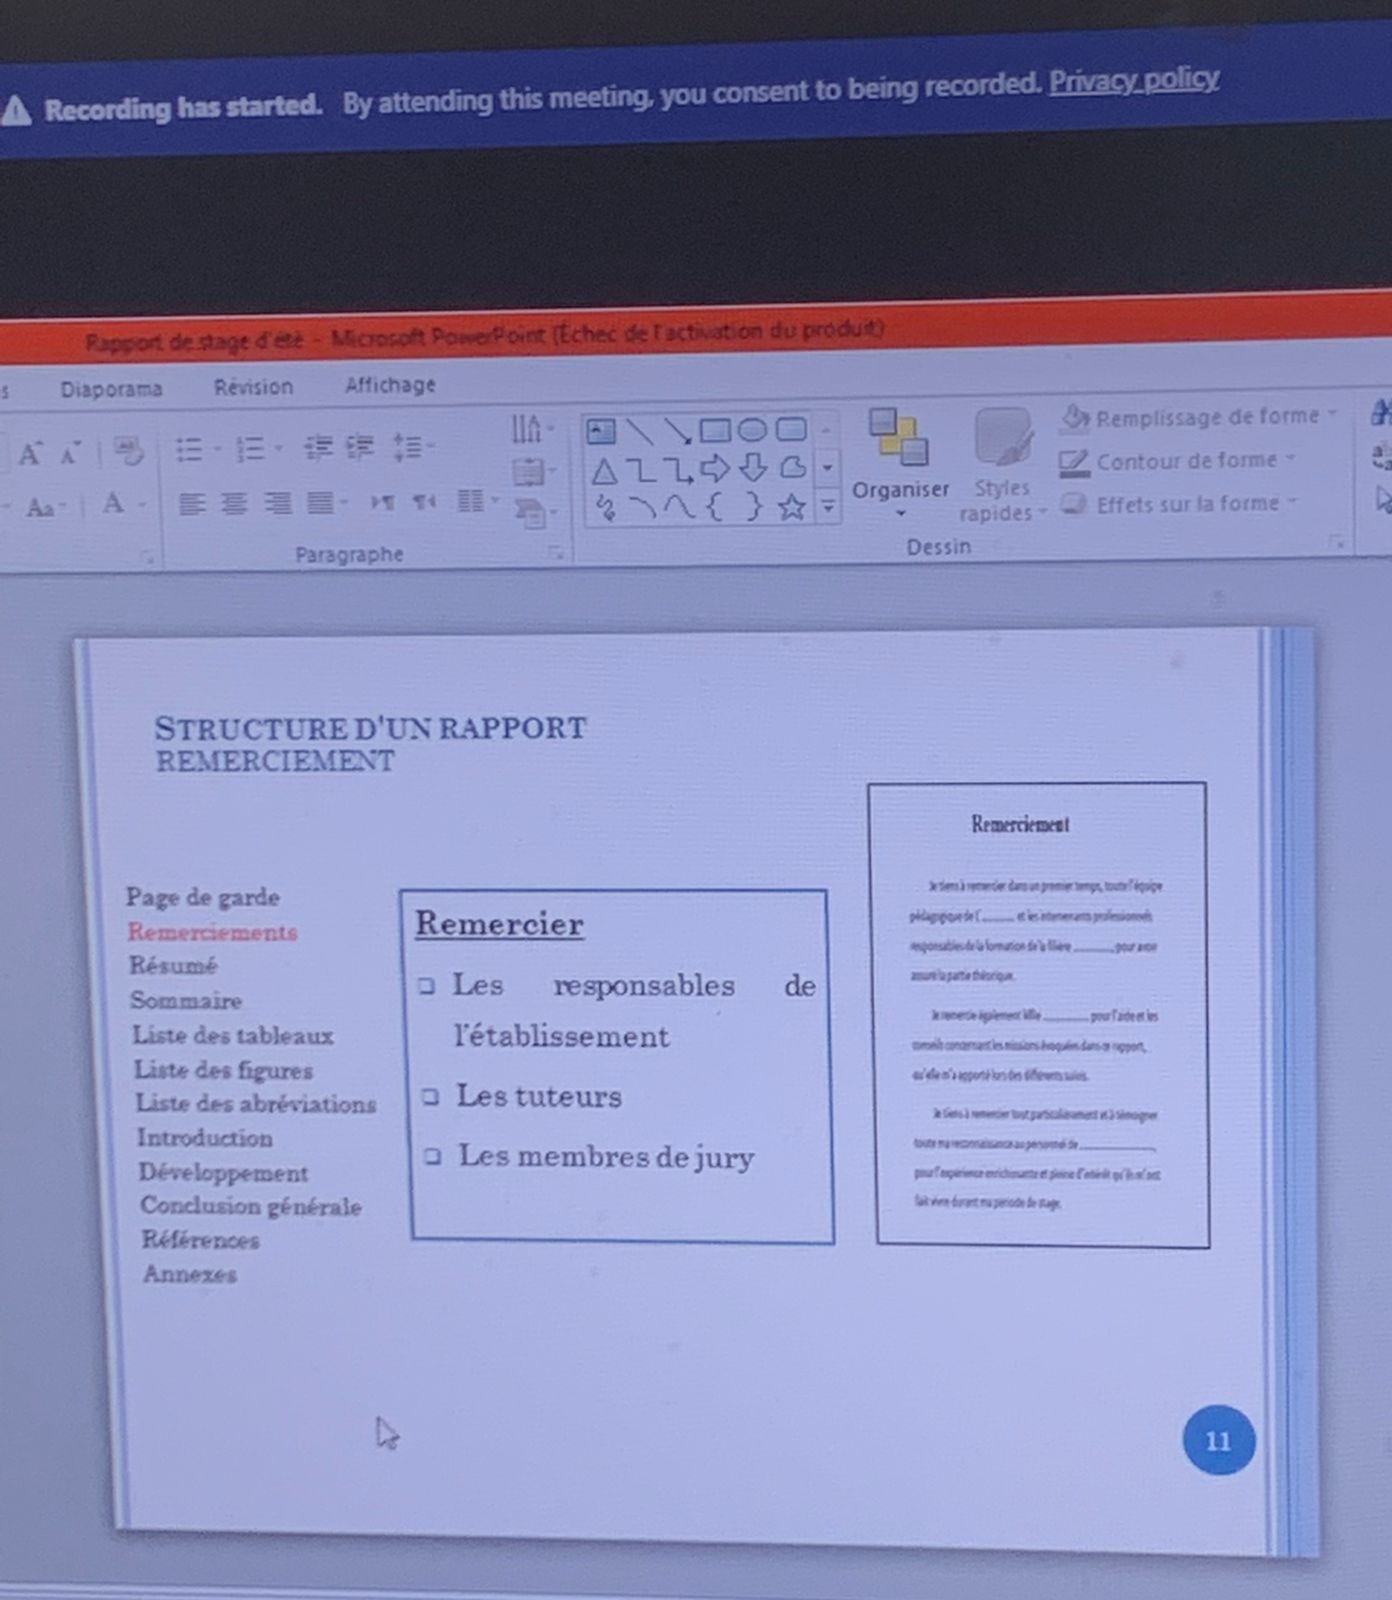 Recording has started. By attending this meeting, you consent to being recorded. Privacy policy
Rapport de stage d'été - Microsoft PowerPoint (Échec de l'activation du produit)
s Diaporama Révision Affichage
Remplissage de forme
Contour de forme
Effets sur la forme
Organiser
Styles
rapides
Aa A
Paragraphe
Dessin
STRUCTURE D'UN RAPPORT
REMERCIEMENT
Page de garde
Remerciements
Résumé
Sommaire
Liste des tableaux
Liste des figures
Liste des abréviations
Introduction
Développement
Conclusion générale
Références
Annexes
Remercier
Les responsables de
l'établissement
Les tuteurs
Les membres de jury
Remerciement
Je tiens à remercier dans un premier temps, toute l'équipe
pédagogique de l'________ et les intervenants professionnels
responsables de la formation de la filière ________, pour avoir
assuré la partie théorique.
Je remercie également Mlle ________ pour l'aide et les
conseils concernant les missions évoquées dans ce rapport,
qu'elle m'a apporté lors des différents suivis.
Je tiens à remercier tout particulièrement et à témoigner
toute ma reconnaissance au personnel de ________,
pour l'expérience enrichissante et pleine d'intérêt qu'ils m'ont
fait vivre durant ma période de stage.
11